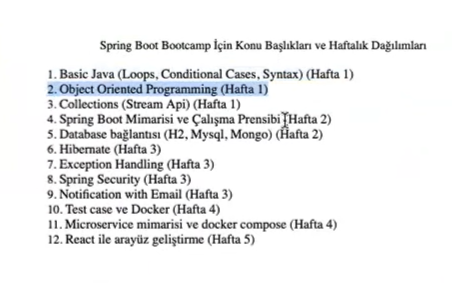 Spring Boot Bootcamp İçin Konu Başlıkları ve Haftalık Dağılımları
1. Basic Java (Loops, Conditional Cases, Syntax) (Hafta 1)
2. Object Oriented Programming (Hafta 1)
3. Collections (Stream Api) (Hafta 1)
4. Spring Boot Mimarisi ve Çalışma Prensibi (Hafta 2)
5. Database bağlantısı (H2, Mysql, Mongo) (Hafta 2)
6. Hibernate (Hafta 3)
7. Exception Handling (Hafta 3)
8. Spring Security (Hafta 3)
9. Notification with Email (Hafta 3)
10. Test case ve Docker (Hafta 4)
11. Microservice mimarisi ve docker compose (Hafta 4)
12. React ile arayüz geliştirme (Hafta 5)